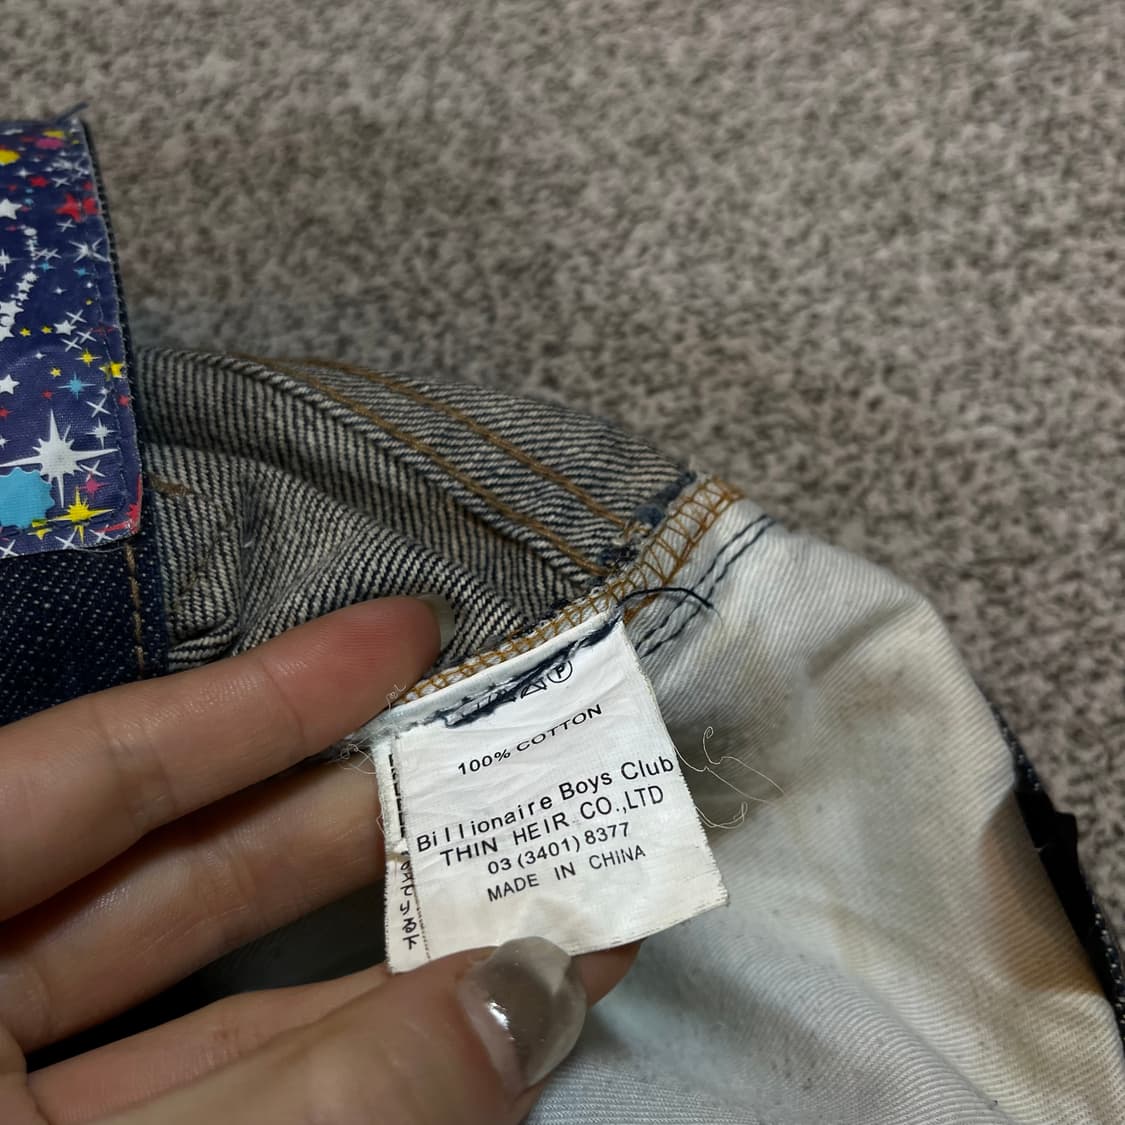 P
100% COTTON
Billionaire Boys Club
THIN HEIR CO.,LTD
03 (3401) 8377
MADE IN CHINA